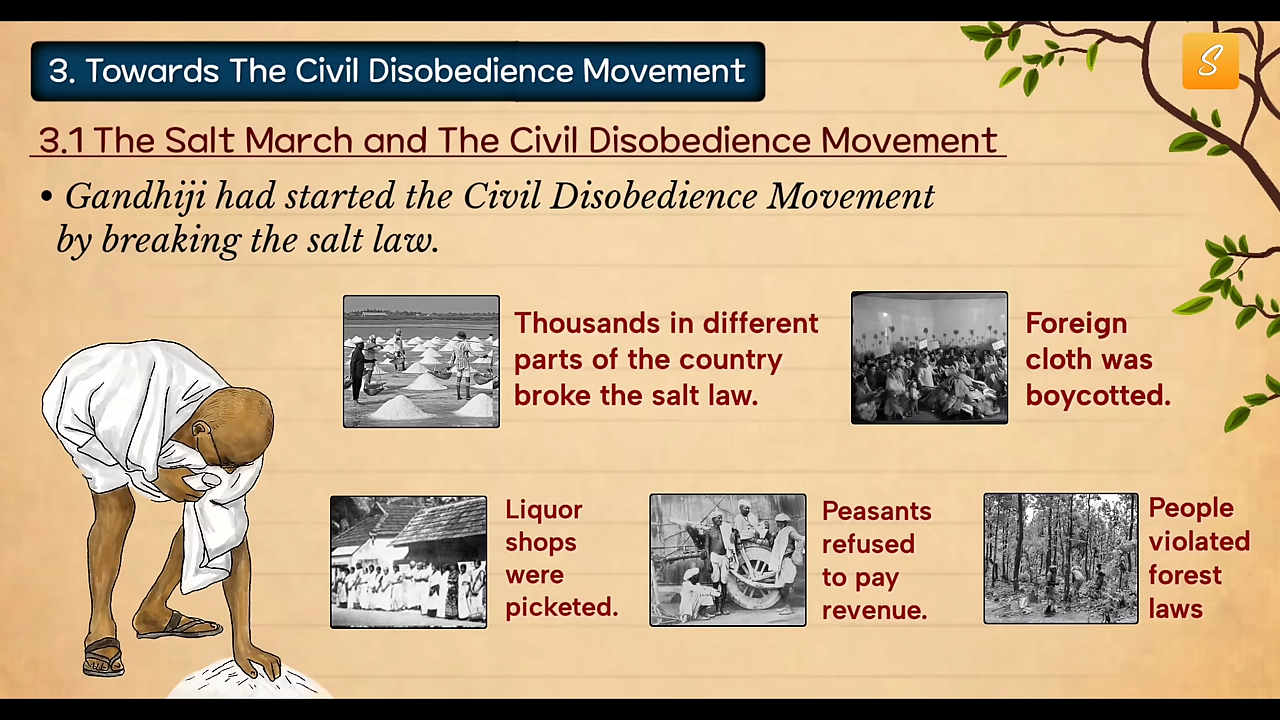 3. Towards The Civil Disobedience Movement
S
3.1 The Salt March and The Civil Disobedience Movement
• Gandhiji had started the Civil Disobedience Movement
by breaking the salt law.
Thousands in different
parts of the country
broke the salt law.
Foreign
cloth was
boycotted.
Liquor
shops
were
picketed.
Peasants
refused
to pay
revenue.
People
violated
forest
laws